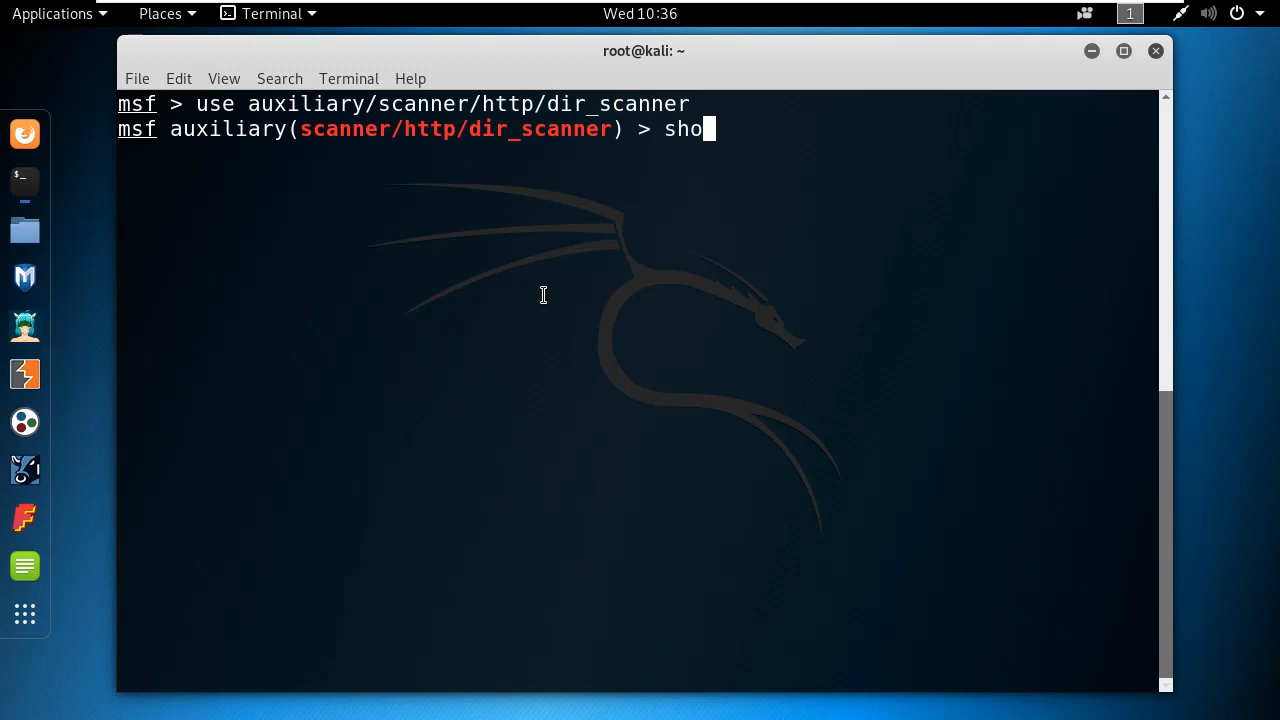 Applications Places Terminal Wed 10:36 1
root@kali: ~
File Edit View Search Terminal Help
msf > use auxiliary/scanner/http/dir_scanner
msf auxiliary(scanner/http/dir_scanner) > sho
$_